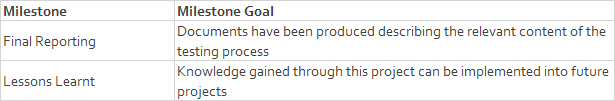 Milestone Milestone Goal
Final Reporting Documents have been produced describing the relevant content of the
testing process
Lessons Learnt Knowledge gained through this project can be implemented into future
projects